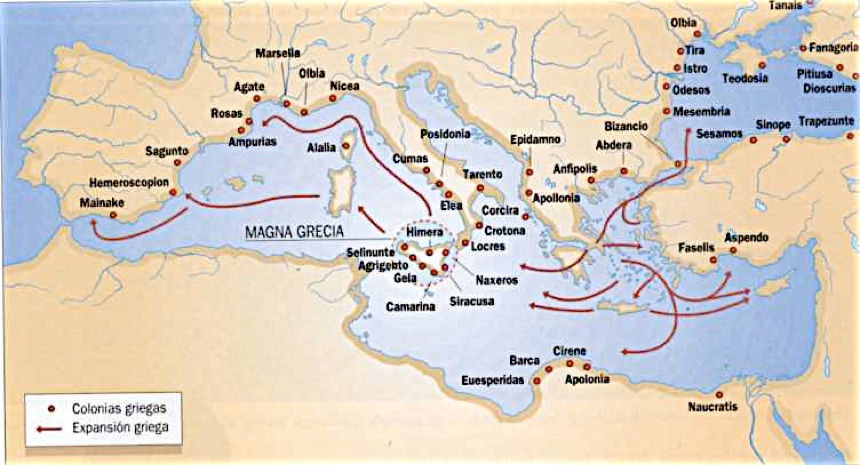 Tanais
Olbia
Tira
Fanagoria
Istro
Teodosia
Pitiusa
Dioscurias
Odesos
Mesembria
Marsella
Olbia
Nicea
Agate
Rosas
Ampurias
Alalia
Posidonia
Epidamno
Bizancio
Abdera
Sesamos
Sinope
Trapezunte
Sagunto
Cumas
Tarento
Anfipolis
Hemeroscopion
Mainake
Elea
Apollonia
Corcira
Crotona
MAGNA GRECIA
Himera
Locres
Selinunte
Agrigento
Gela
Naxeros
Camarina
Siracusa
Faselis
Aspendo
Barca
Cirene
Euesperidas
Apolonia
Naucratis
Colonias griegas
Expansión griega